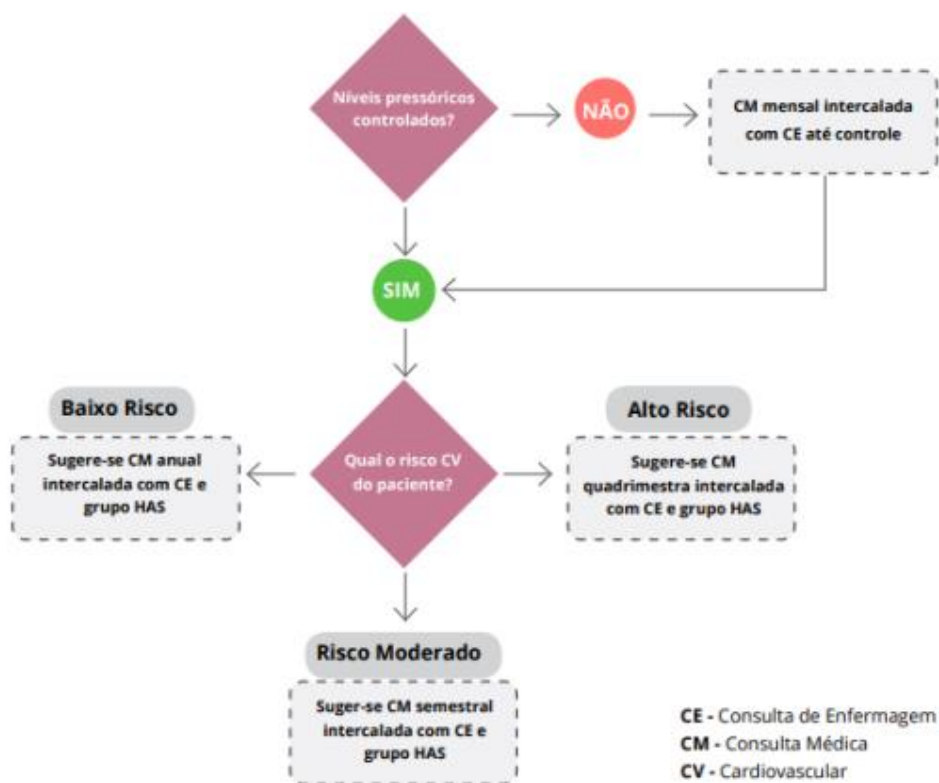 Níveis pressóricos
controlados?
NÃO
CM mensal intercalada
com CE até controle
SIM
Baixo Risco
Sugere-se CM anual
intercalada com CE e
grupo HAS
Qual o risco CV
do paciente?
Alto Risco
Sugere-se CM
quadrimestra intercalada
com CE e grupo HAS
Risco Moderado
Suger-se CM semestral
intercalada com CE e
grupo HAS
CE - Consulta de Enfermagem
CM - Consulta Médica
CV - Cardiovascular